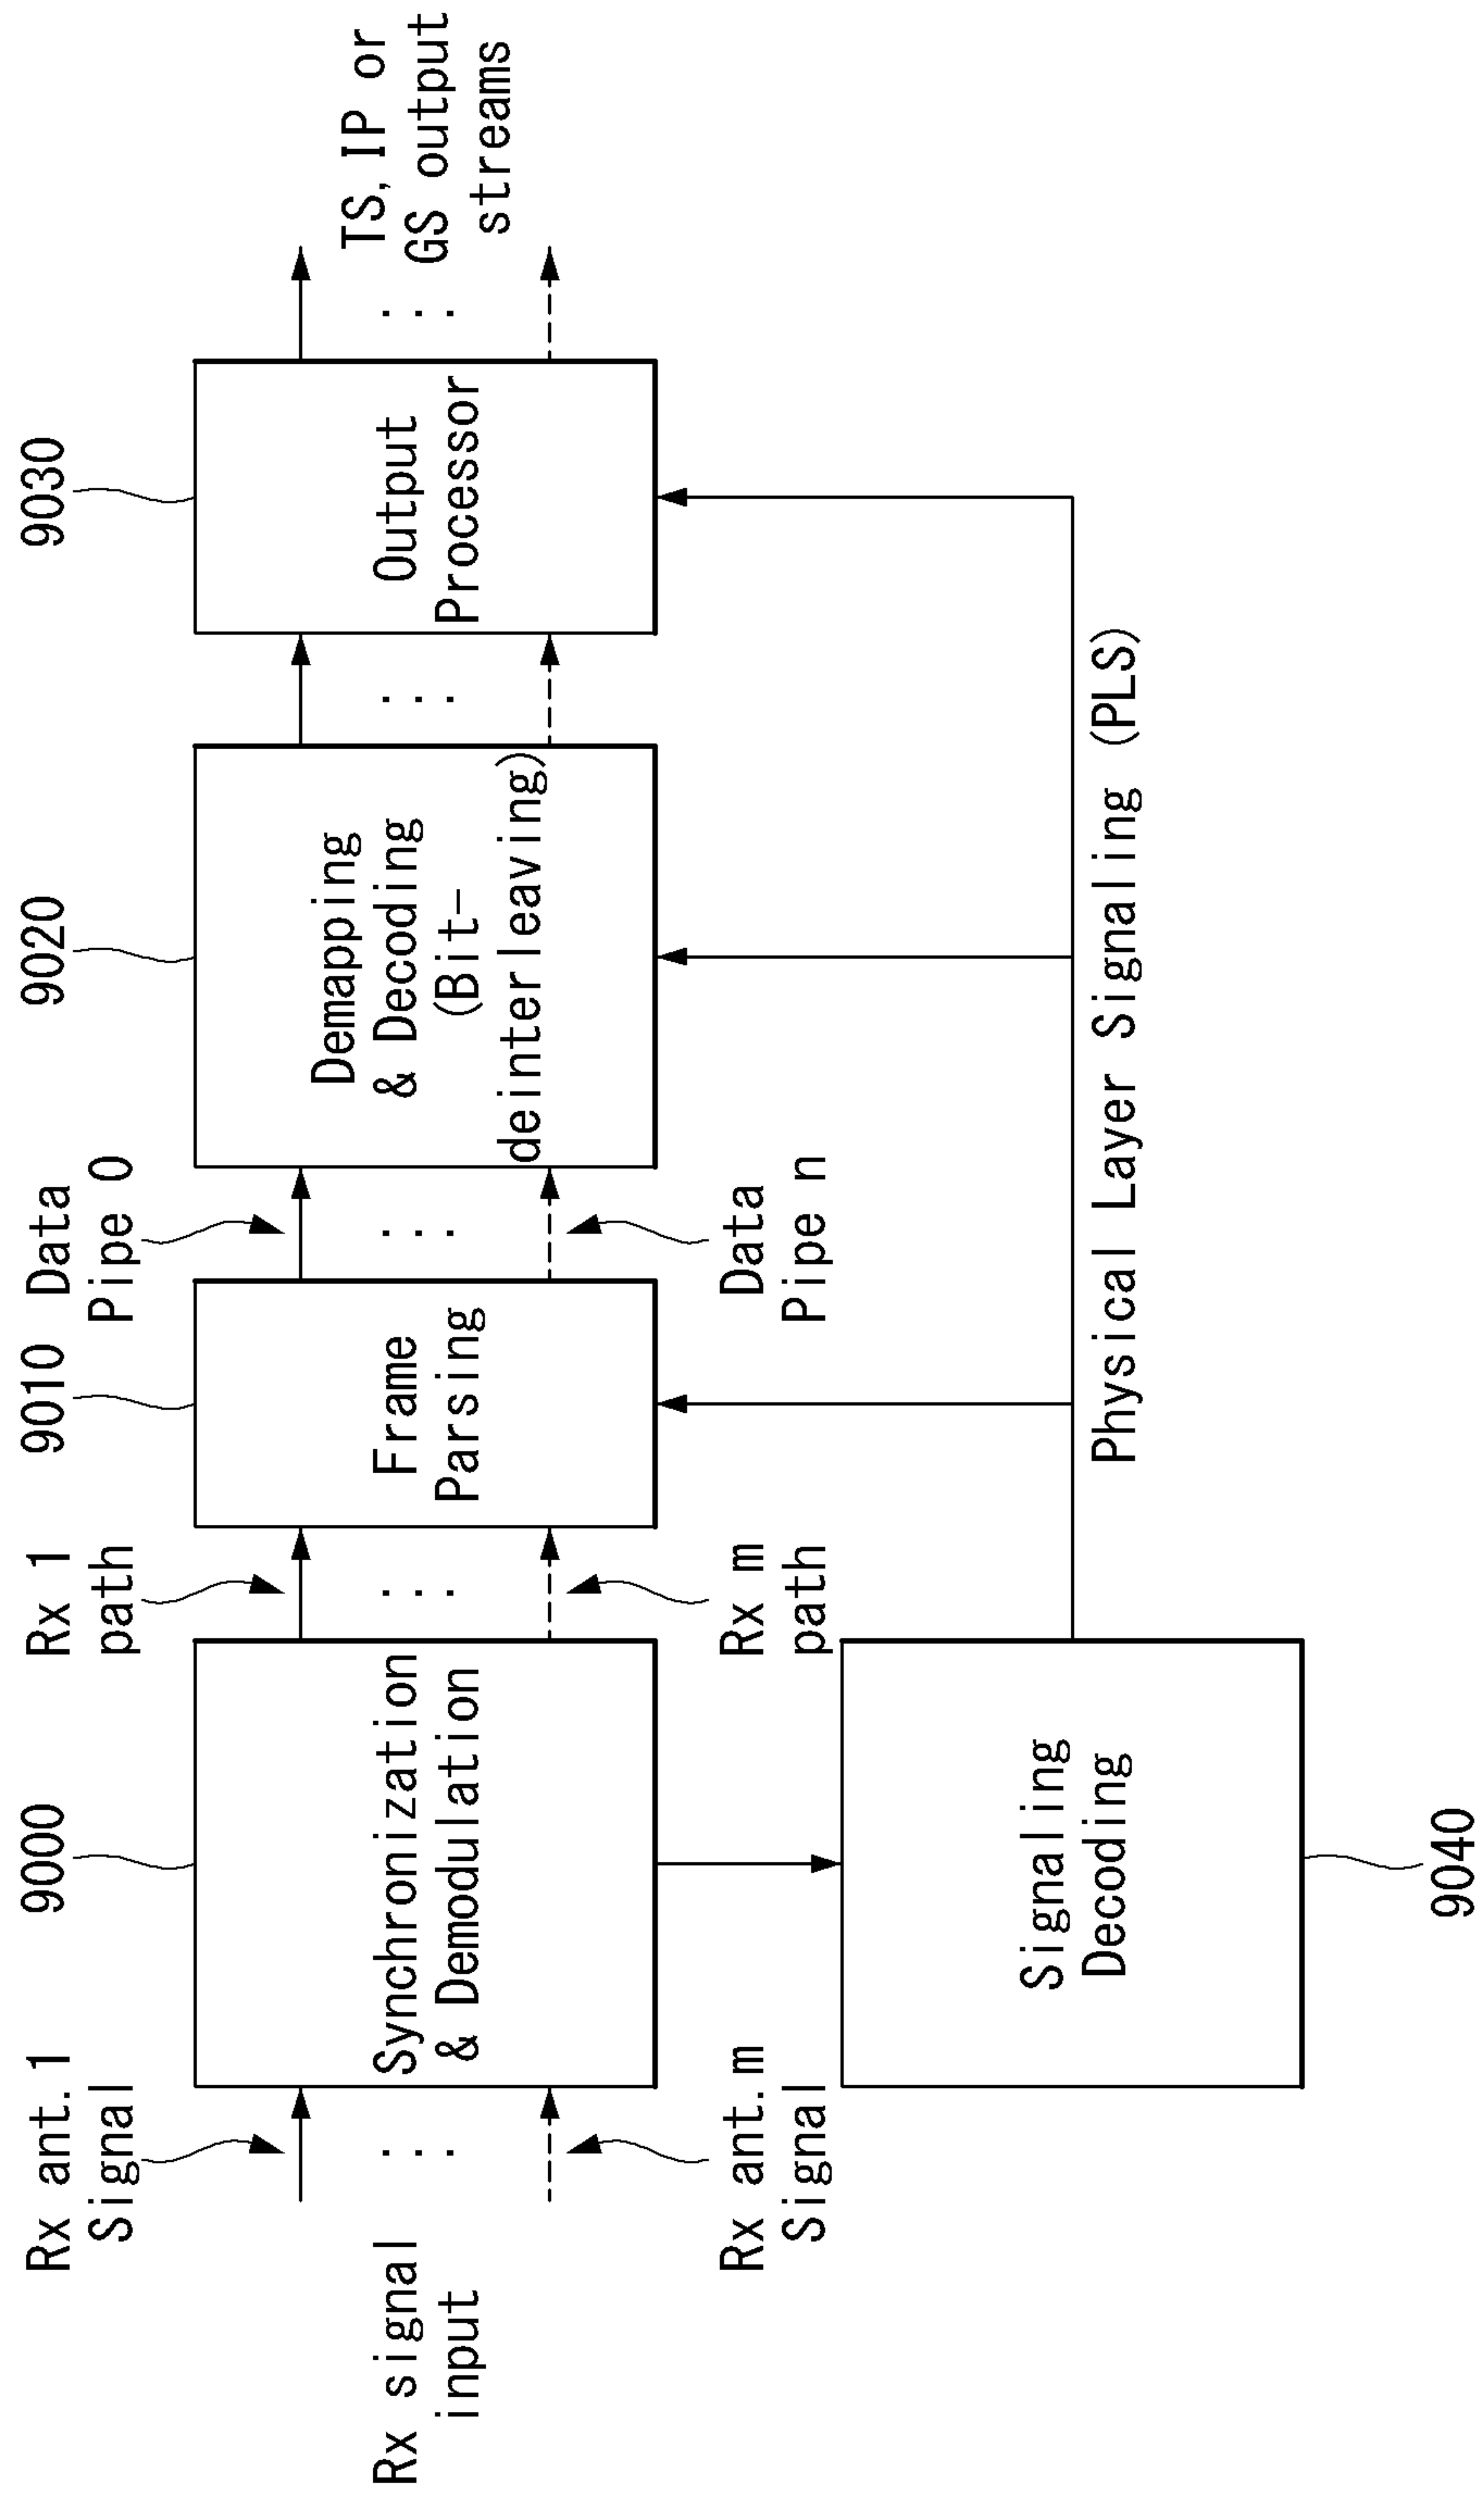 Rx signal
input
Rx ant.1
Signal
Rx ant.m
Signal
9000
Synchronization
& Demodulation
Rx 1
path
Rx m
path
9010
Frame
Parsing
Data
Pipe 0
Data
Pipe n
9020
Demapping
& Decoding
(Bit-
deinterleaving)
9030
Output
Processor
TS, IP or
GS output
streams
Signaling
Decoding
9040
Physical Layer Signaling (PLS)